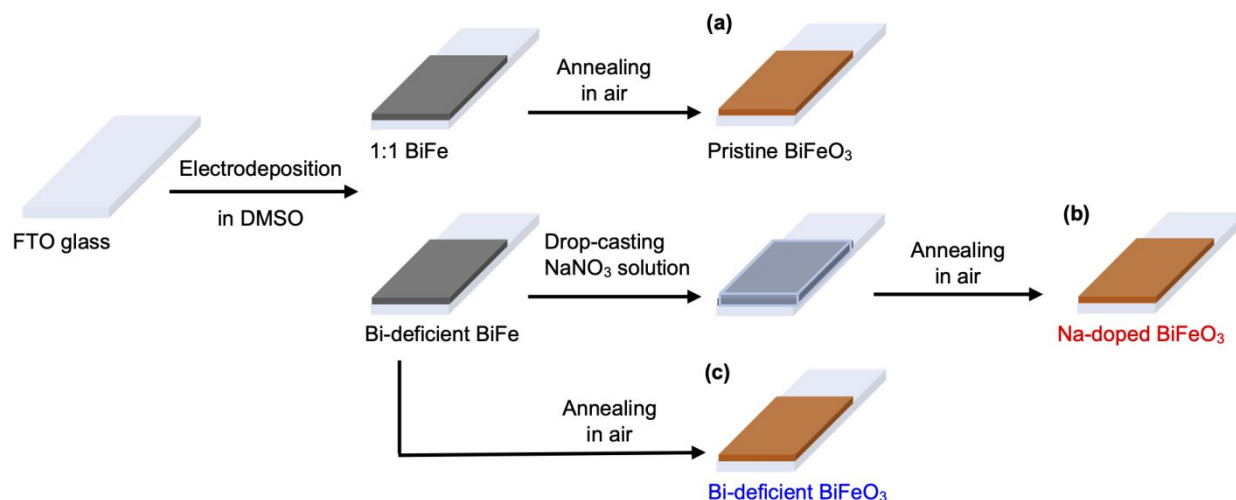 (a)
Annealing
in air
1:1 BiFe
Pristine BiFeO₃
Electrodeposition
in DMSO
FTO glass
(b)
Drop-casting
NaNO₃ solution
Annealing
in air
Bi-deficient BiFe
Na-doped BiFeO₃
(c)
Annealing
in air
Bi-deficient BiFeO₃